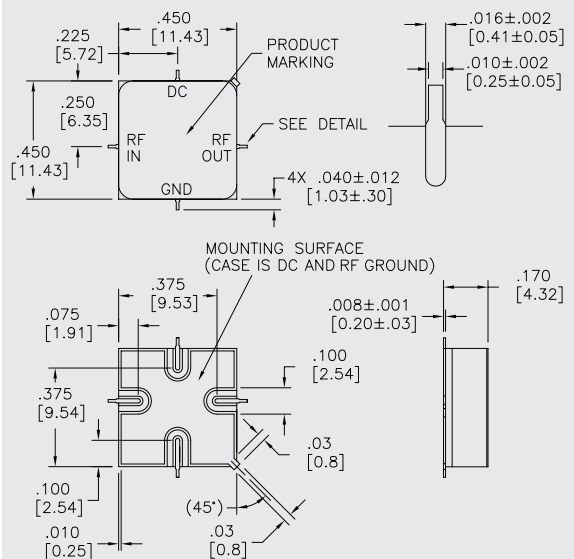 .450
[11.43]
.225
[5.72]
PRODUCT
MARKING
.016±.002
[0.41±0.05]
.010±.002
[0.25±0.05]
DC
.250
[6.35]
.450
[11.43]
RF
IN
RF
OUT
SEE DETAIL
GND
4X .040±.012
[1.03±.30]
MOUNTING SURFACE
(CASE IS DC AND RF GROUND)
.375
[9.53]
.075
[1.91]
.170
[4.32]
.008±.001
[0.20±.03]
.100
[2.54]
.375
[9.54]
.03
[0.8]
.100
[2.54]
(45°)
.010
[0.25]
.03
[0.8]